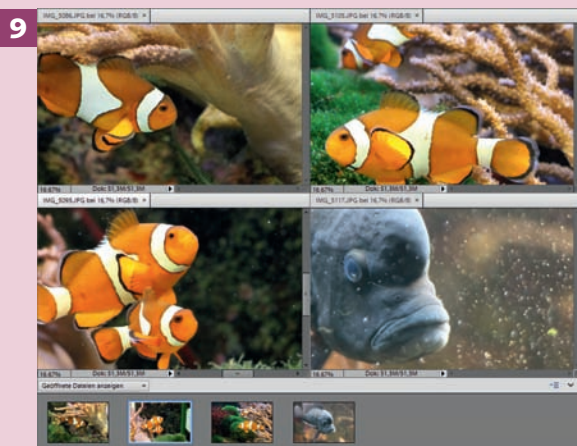 9
IMG_5096.JPG bei 16,7% (RGB/8) ×
IMG_5105.JPG bei 16,7% (RGB/8) ×
16.67% Dok: 51,3M/51,3M
16.67% Dok: 51,3M/51,3M
IMG_5095.JPG bei 16,7% (RGB/8) ×
IMG_5117.JPG bei 16,7% (RGB/8) ×
16.67% Dok: 51,3M/51,3M
16.67% Dok: 51,3M/51,3M
Geöffnete Dateien anzeigen